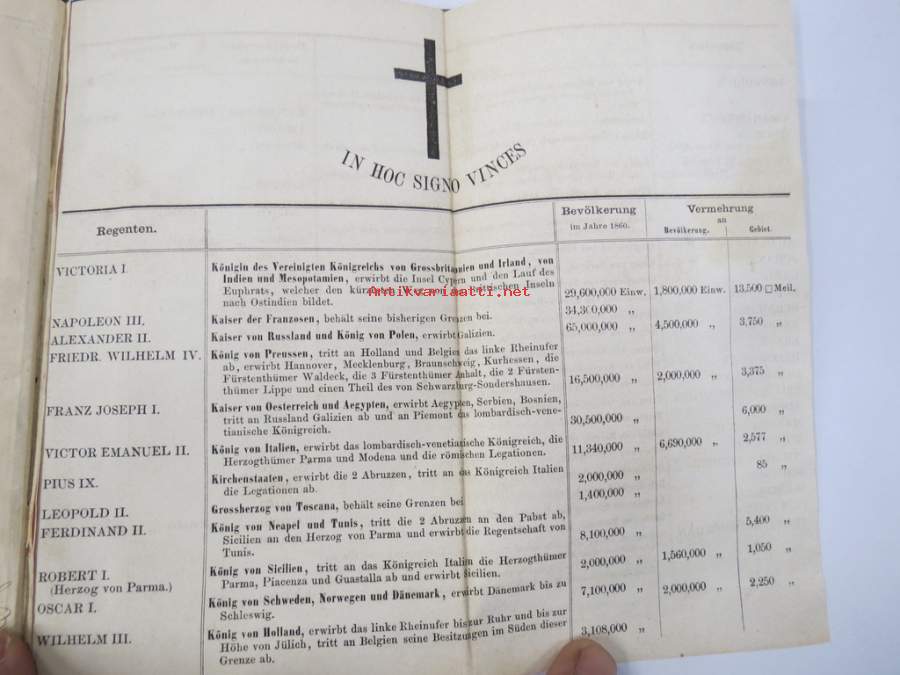 IN HOC SIGNO VINCES
Regenten.
Bevölkerung
im Jahre 1860.
Vermehrung
an
Bevölkerung. Gebiet.
VICTORIA I.
Königin des Vereinigten Königreichs von Grossbritannien und Irland, von
Indien und Mesopotamien, erwirbt die Insel Cypern und den Lauf des
Euphrats, welcher den kürzesten Weg von den britischen Inseln
nach Ostindien bildet.
29,600,000 Einw. 1,800,000 Einw. 13,500 □ Meil.
NAPOLEON III.
Kaiser der Franzosen, behält seine bisherigen Grenzen bei.
34,300,000 „
ALEXANDER II.
Kaiser von Russland und König von Polen, erwirbt Galizien.
65,000,000 „ 4,500,000 „ 3,750 „
FRIEDR. WILHELM IV.
König von Preussen, tritt an Holland und Belgien das linke Rheinufer
ab, erwirbt Hannover, Mecklenburg, Braunschweig, Kurhessen, die
Fürstenthümer Waldeck, die 3 Fürstenthümer Anhalt, die 2 Fürsten-
thümer Lippe und einen Theil des von Schwarzburg-Sondershausen.
16,500,000 „ 2,000,000 „ 3,375 „
FRANZ JOSEPH I.
Kaiser von Oesterreich und Aegypten, erwirbt Aegypten, Serbien, Bosnien,
tritt an Russland Galizien ab und an Piemont das lombardisch-vene-
tianische Königreich.
30,500,000 „ 6,000 „
VICTOR EMANUEL II.
König von Italien, erwirbt das lombardisch-venetianische Königreich, die
Herzogthümer Parma und Modena und die römischen Legationen.
11,340,000 „ 6,690,000 „ 2,577 „
PIUS IX.
Kirchenstaaten, erwirbt die 2 Abruzzen, tritt an das Königreich Italien
die Legationen ab.
2,000,000 „ 85 „
LEOPOLD II.
Grossherzog von Toscana, behält seine Grenzen bei
1,400,000 „
FERDINAND II.
König von Neapel und Tunis, tritt die 2 Abruzzen an den Pabst ab,
Sicilien an den Herzog von Parma und erwirbt die Regentschaft von
Tunis.
8,100,000 „ 5,400 „
ROBERT I.
(Herzog von Parma.)
König von Sicilien, tritt an das Königreich Italien die Herzogthümer
Parma, Piacenza und Guastalla ab und erwirbt Sicilien.
2,000,000 „ 1,560,000 „ 1,050 „
OSCAR I.
König von Schweden, Norwegen und Dänemark, erwirbt Dänemark bis zu
Schleswig.
7,100,000 „ 2,000,000 „ 2,250 „
WILHELM III.
König von Holland, erwirbt das linke Rheinufer bis zur Ruhr und bis zur
Höhe von Jülich, tritt an Belgien seine Besitzungen im Süden dieser
Grenze ab.
3,108,000 „
Antikvariaatti.net